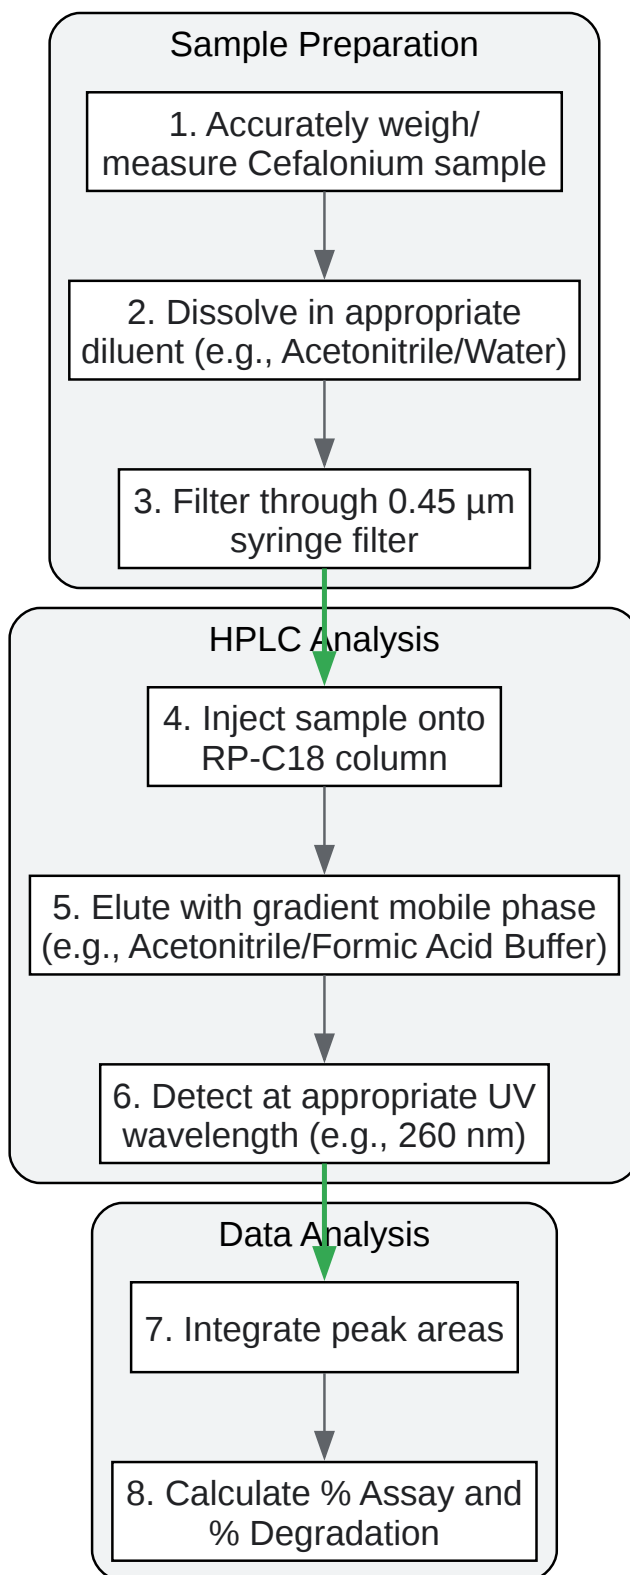 Sample Preparation
1. Accurately weigh/
measure Cefalonium sample
2. Dissolve in appropriate
diluent (e.g., Acetonitrile/Water)
3. Filter through 0.45 µm
syringe filter
HPLC Analysis
4. Inject sample onto
RP-C18 column
5. Elute with gradient mobile phase
(e.g., Acetonitrile/Formic Acid Buffer)
6. Detect at appropriate UV
wavelength (e.g., 260 nm)
Data Analysis
7. Integrate peak areas
8. Calculate % Assay and
% Degradation